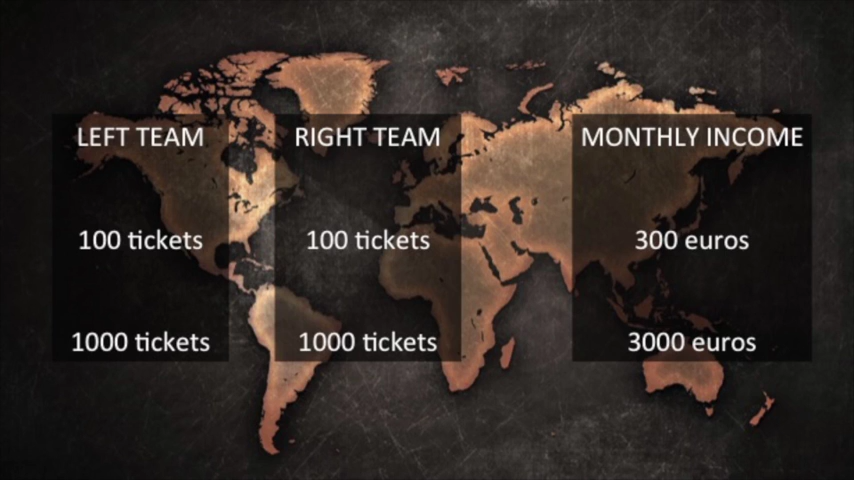 LEFT TEAM RIGHT TEAM MONTHLY INCOME
100 tickets 100 tickets 300 euros
1000 tickets 1000 tickets 3000 euros